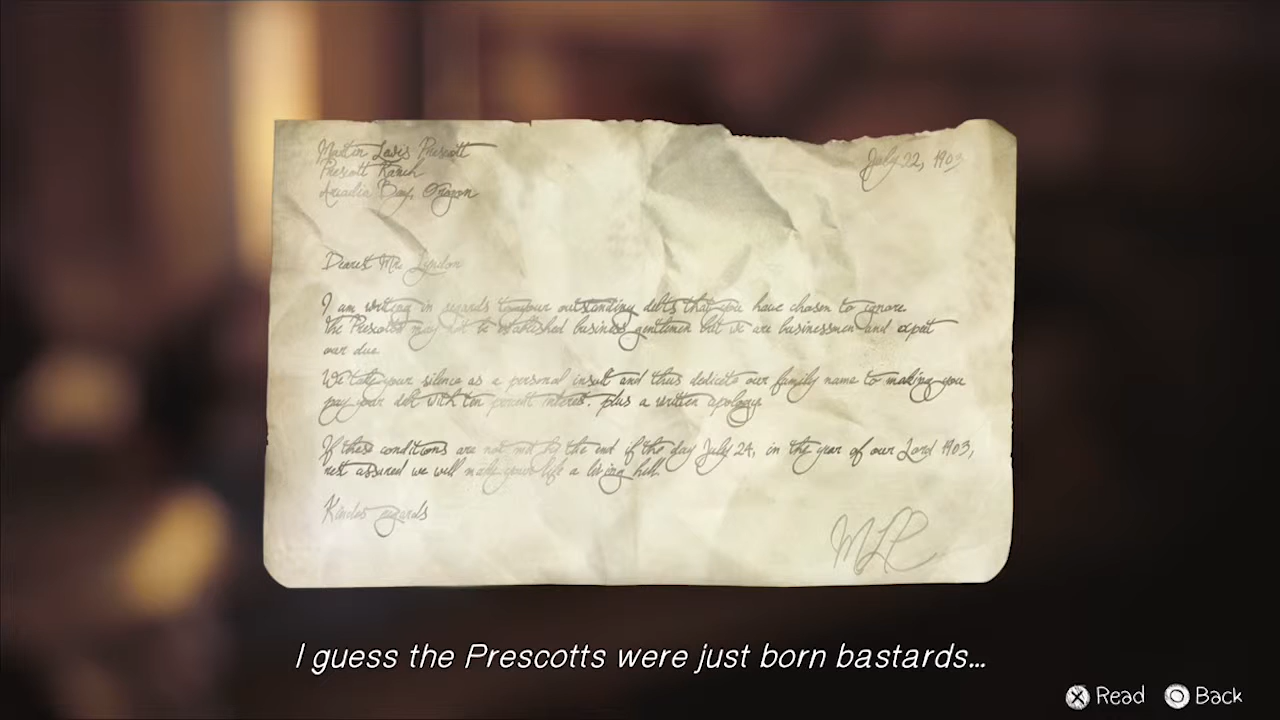 Martin Lewis Prescott
July 22, 1903
Prescott Ranch
Arcadia Bay, Oregon
Dearest Mr. Lyndon
I am writing in regards to your outstanding debts that you have chosen to ignore.
The Prescotts may not be established business gentlemen but we are businessmen and expect
our due.
We take your silence as a personal insult and thus dedicate our family name to making you
pay your debt with ten percent interest. plus a written apology.
If these conditions are not met by the end if the day July 24, in the year of our Lord 1903,
rest assured we will make your life a living hell.
Kindes regards
MLP
I guess the Prescotts were just born bastards...
Read Back